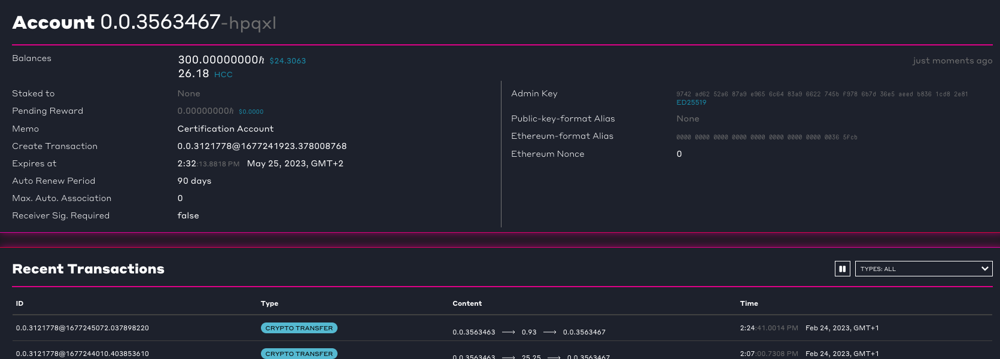 Account 0.0.3563467-hpqxl
Balances 300.00000000ℏ $24.3063 just moments ago
26.18 HCC
Staked to None
Pending Reward 0.00000000ℏ $0.0000
Memo Certification Account
Create Transaction 0.0.3121778@1677241923.378008768
Expires at 2:32:13.8818 PM May 25, 2023, GMT+2
Auto Renew Period 90 days
Max. Auto. Association 0
Receiver Sig. Required false
Admin Key 9742 ad62 52a6 87a9 e965 6c64 83a9 6622 745b f978 6b7d 36e5 aeed b836 1cd8 2e81
ED25519
Public-key-format Alias None
Ethereum-format Alias 0000 0000 0000 0000 0000 0000 0000 0000 0036 5fcb
Ethereum Nonce 0
Recent Transactions TYPES: ALL
ID Type Content Time
0.0.3121778@1677245072.037898220 CRYPTO TRANSFER 0.0.3563463 ⟶ 0.93 ⟶ 0.0.3563467 2:24:41.0014 PM Feb 24, 2023, GMT+1
0.0.3121778@1677244010.403853610 CRYPTO TRANSFER 0.0.3563463 ⟶ 25.25 ⟶ 0.0.3563467 2:07:00.7308 PM Feb 24, 2023, GMT+1